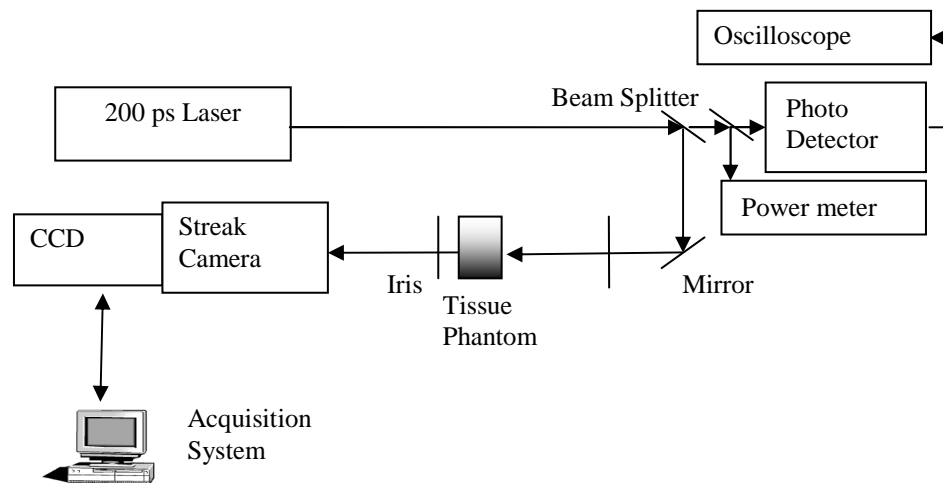 Oscilloscope
200 ps Laser
Beam Splitter
Photo
Detector
Power meter
CCD
Streak
Camera
Iris
Tissue
Phantom
Mirror
Acquisition
System